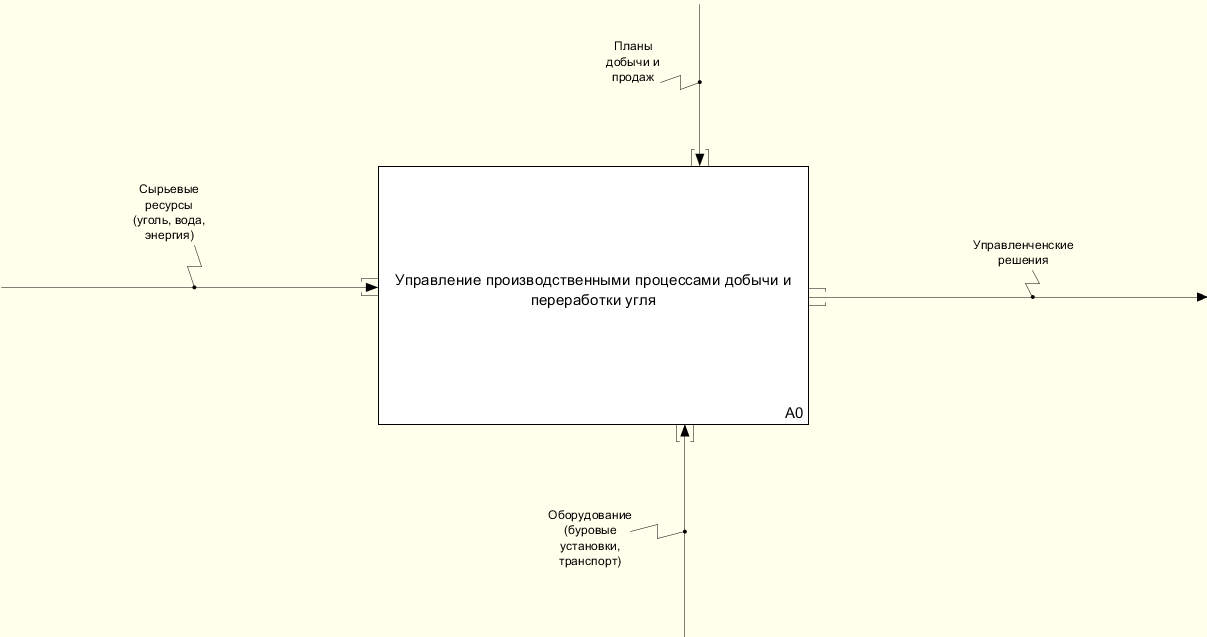 Планы
добычи и
продаж
Сырьевые
ресурсы
(уголь, вода,
энергия)
Управление производственными процессами добычи и
переработки угля
A0
Управленченские
решения
Оборудование
(буровые
установки,
транспорт)